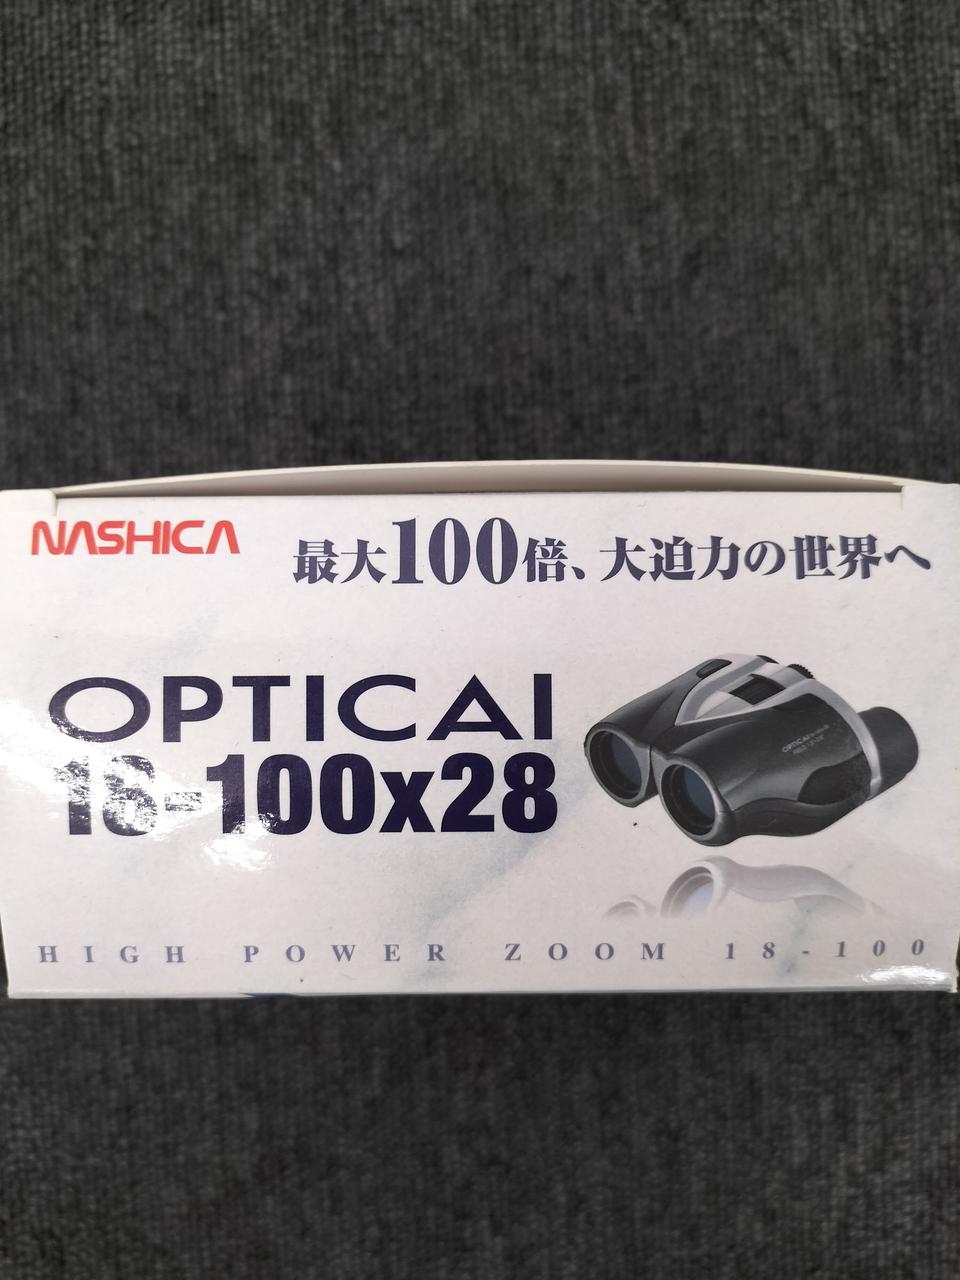 NASHICA
最大100倍、大迫力の世界へ
OPTICAL
18-100x28
HIGH POWER ZOOM 18-100